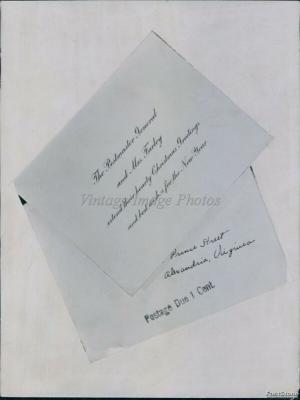 The Postmaster General
and Mrs. Farley
extend their hearty Christmas Greetings
and best wishes for the New Year
Vintage Image Photos
Prince Street
Alexandria, Virginia
Postage Due 1 Cent.